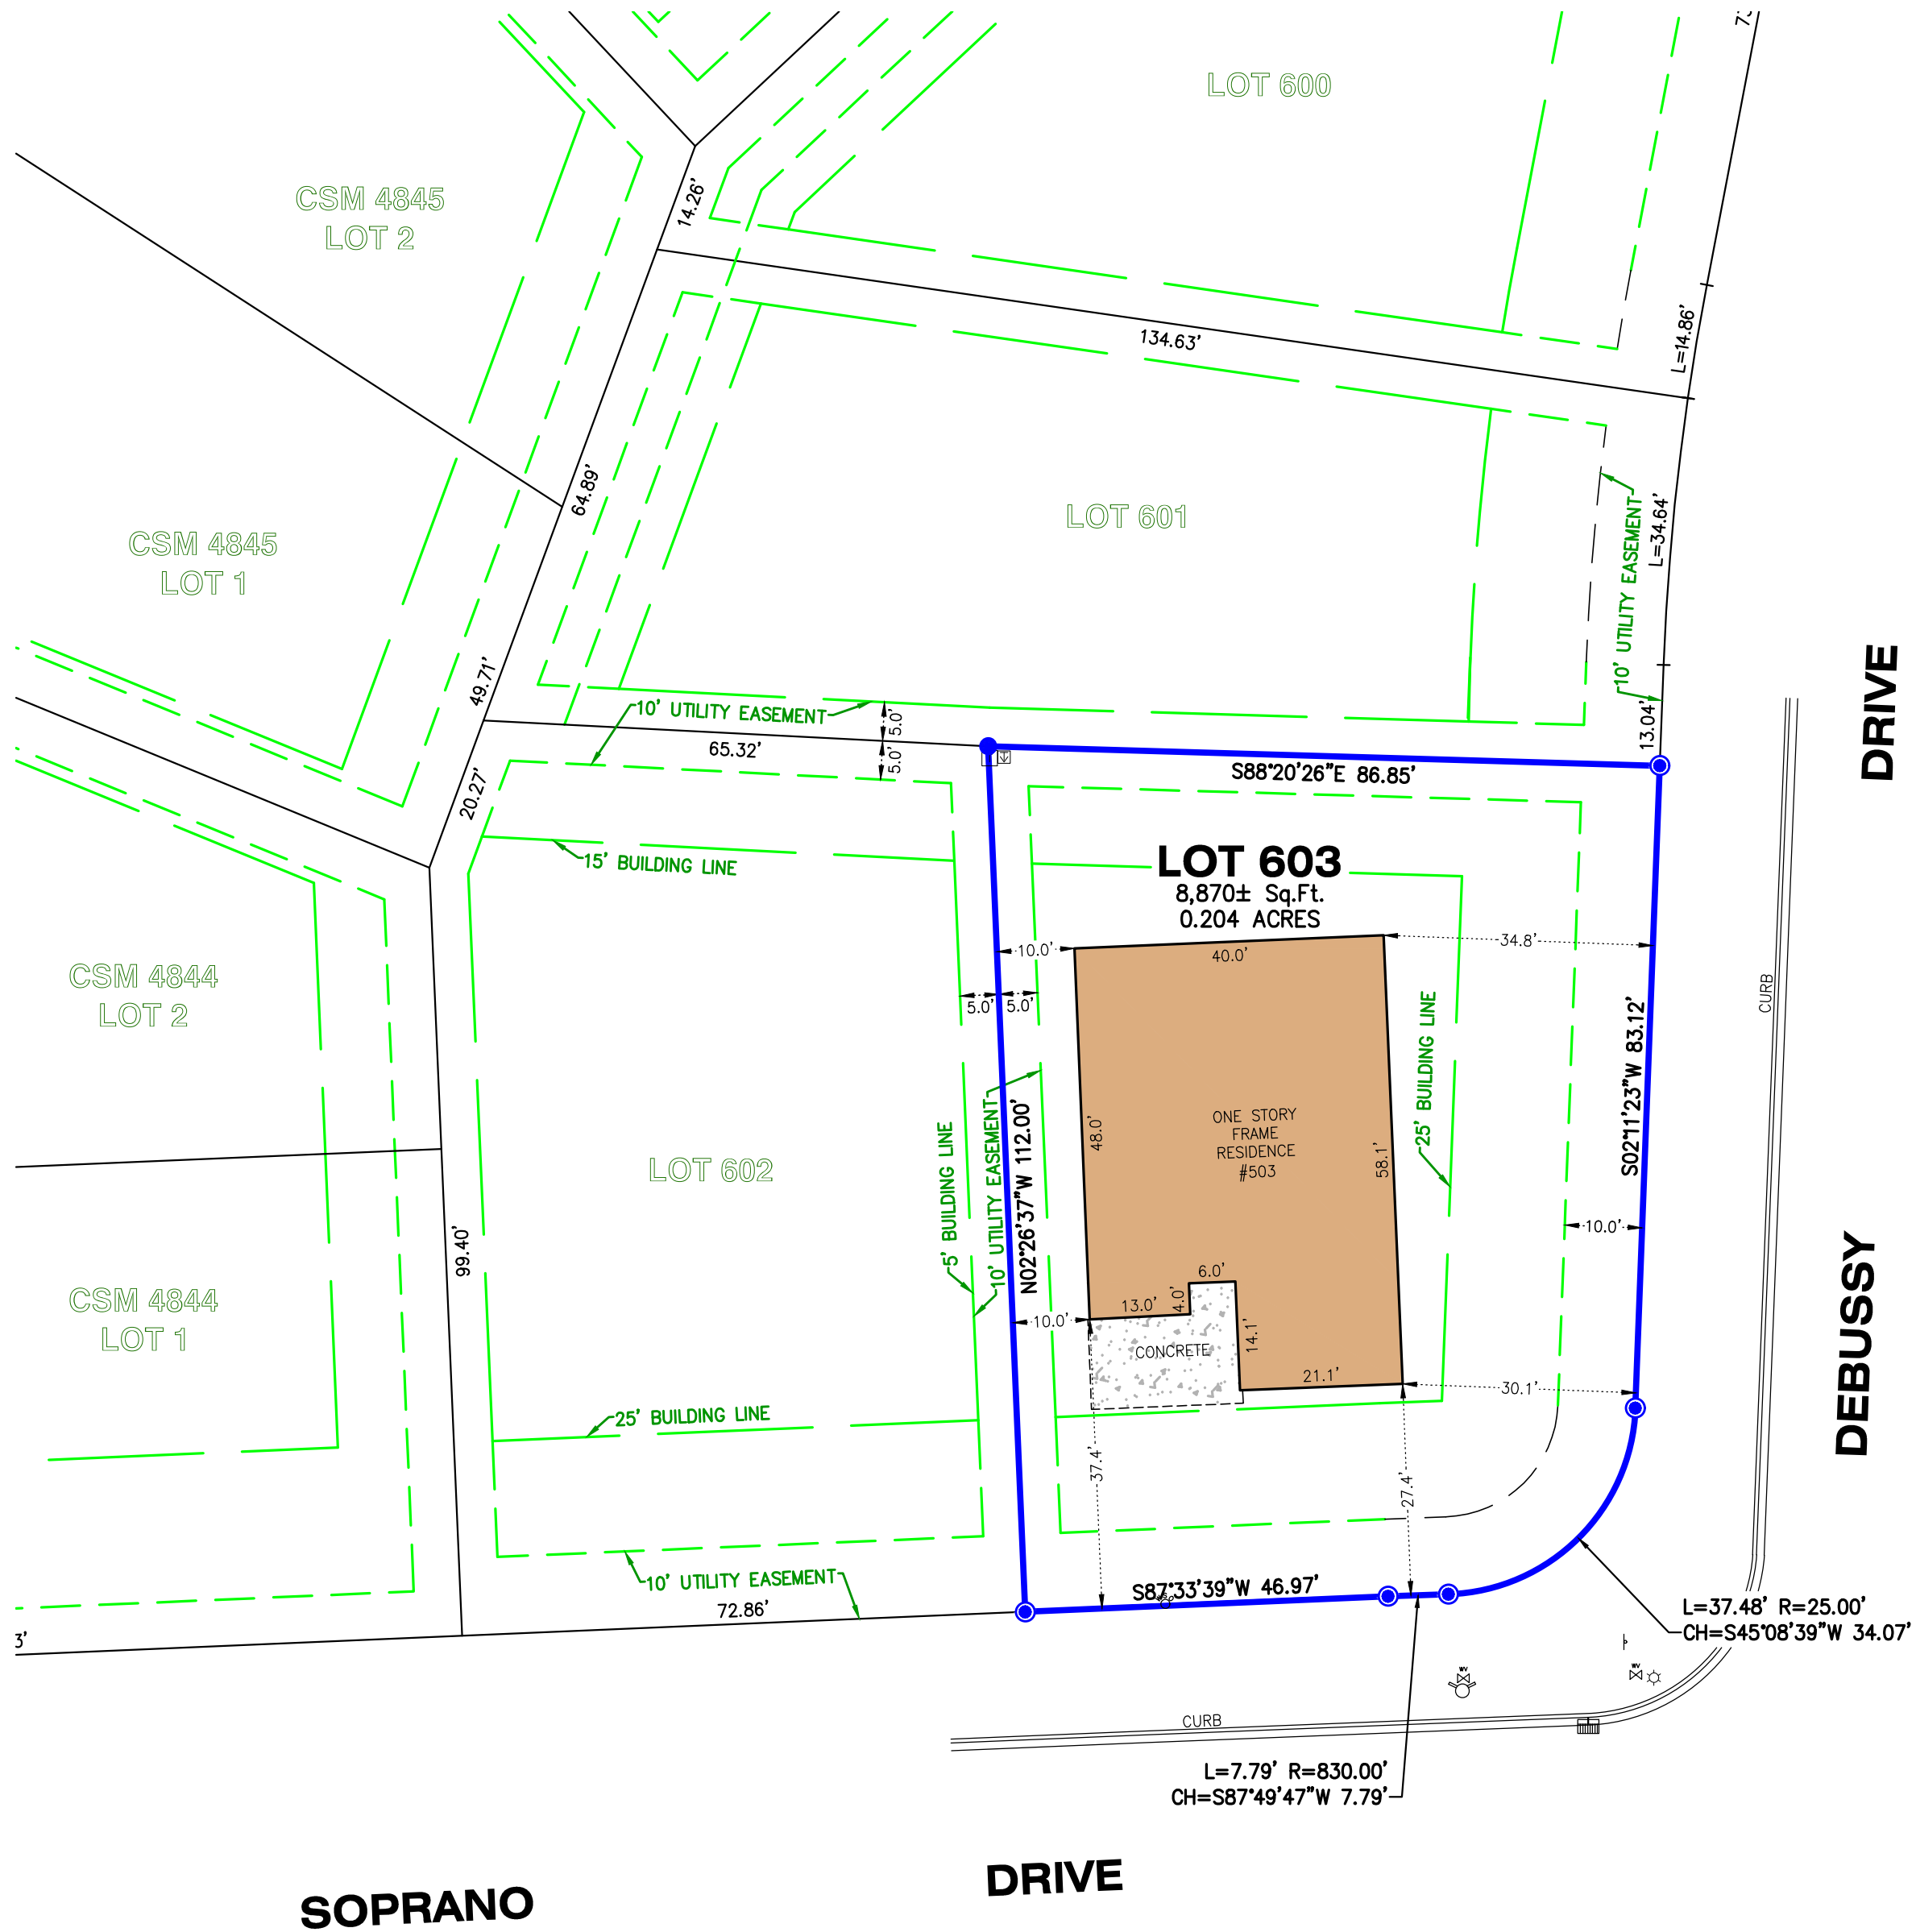 73
LOT 600
CSM 4845
LOT 2
14.26'
134.63'
L=14.86'
64.89'
LOT 601
10' UTILITY EASEMENT
L=34.64'
CSM 4845
LOT 1
49.71'
10' UTILITY EASEMENT
5.0'
5.0'
65.32'
13.04'
DRIVE
S88°20'26"E 86.85'
20.27'
15' BUILDING LINE
LOT 603
8,870± Sq.Ft.
0.204 ACRES
10.0'
40.0'
34.8'
CSM 4844
LOT 2
5.0'
5.0'
CURB
25' BUILDING LINE
S02°11'23"W 83.12'
48.0'
ONE STORY
FRAME
RESIDENCE
#503
58.1'
LOT 602
5' BUILDING LINE
10' UTILITY EASEMENT
N02°26'37"W 112.00'
99.40'
10.0'
CSM 4844
LOT 1
6.0'
13.0'
4.0'
10.0'
14.1'
CONCRETE
21.1'
30.1'
DEBUSSY
25' BUILDING LINE
37.4'
27.4'
10' UTILITY EASEMENT
72.86'
S87°33'39"W 46.97'
3'
L=37.48' R=25.00'
CH=S45°08'39"W 34.07'
WV
WV
CURB
L=7.79' R=830.00'
CH=S87°49'47"W 7.79'
SOPRANO
DRIVE